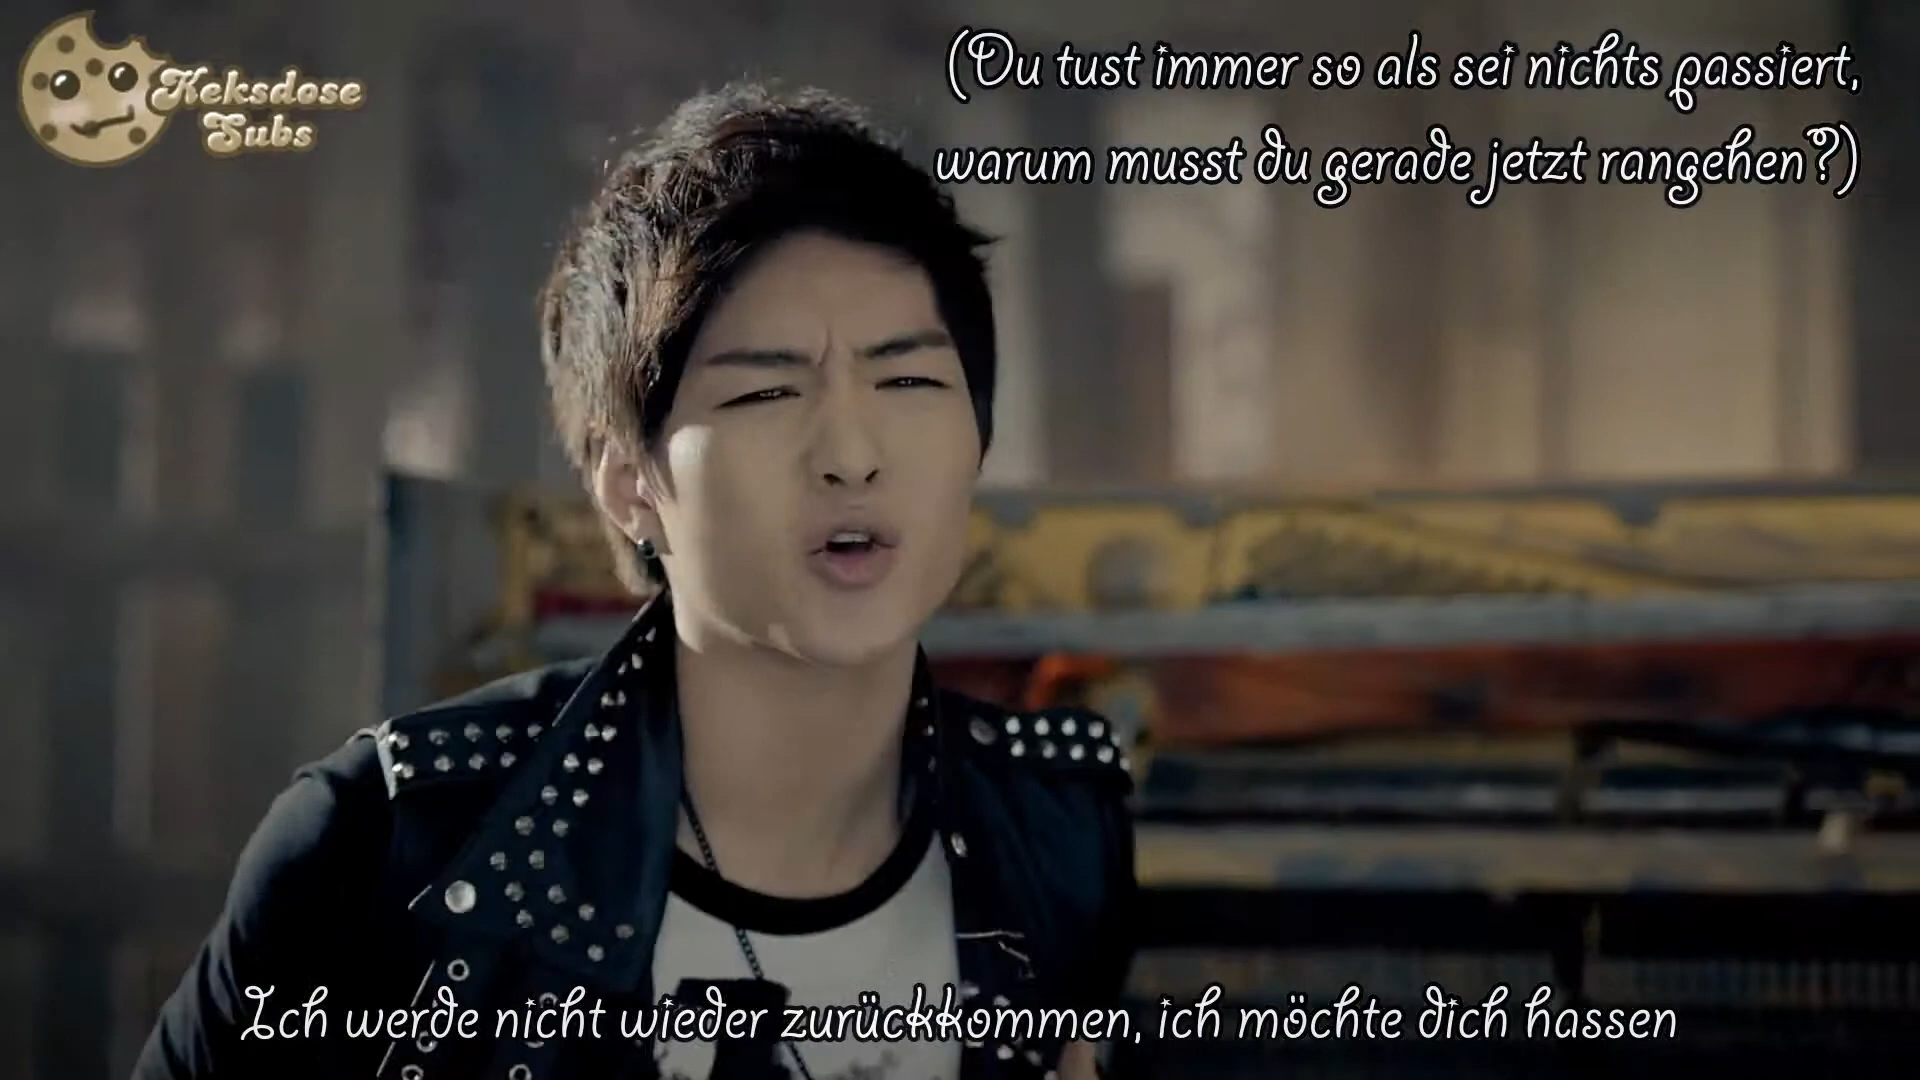 Keksdose
Subs
(Du tust immer so als sei nichts passiert,
warum musst du gerade jetzt rangehen?)
Ich werde nicht wieder zurückkommen, ich möchte dich hassen